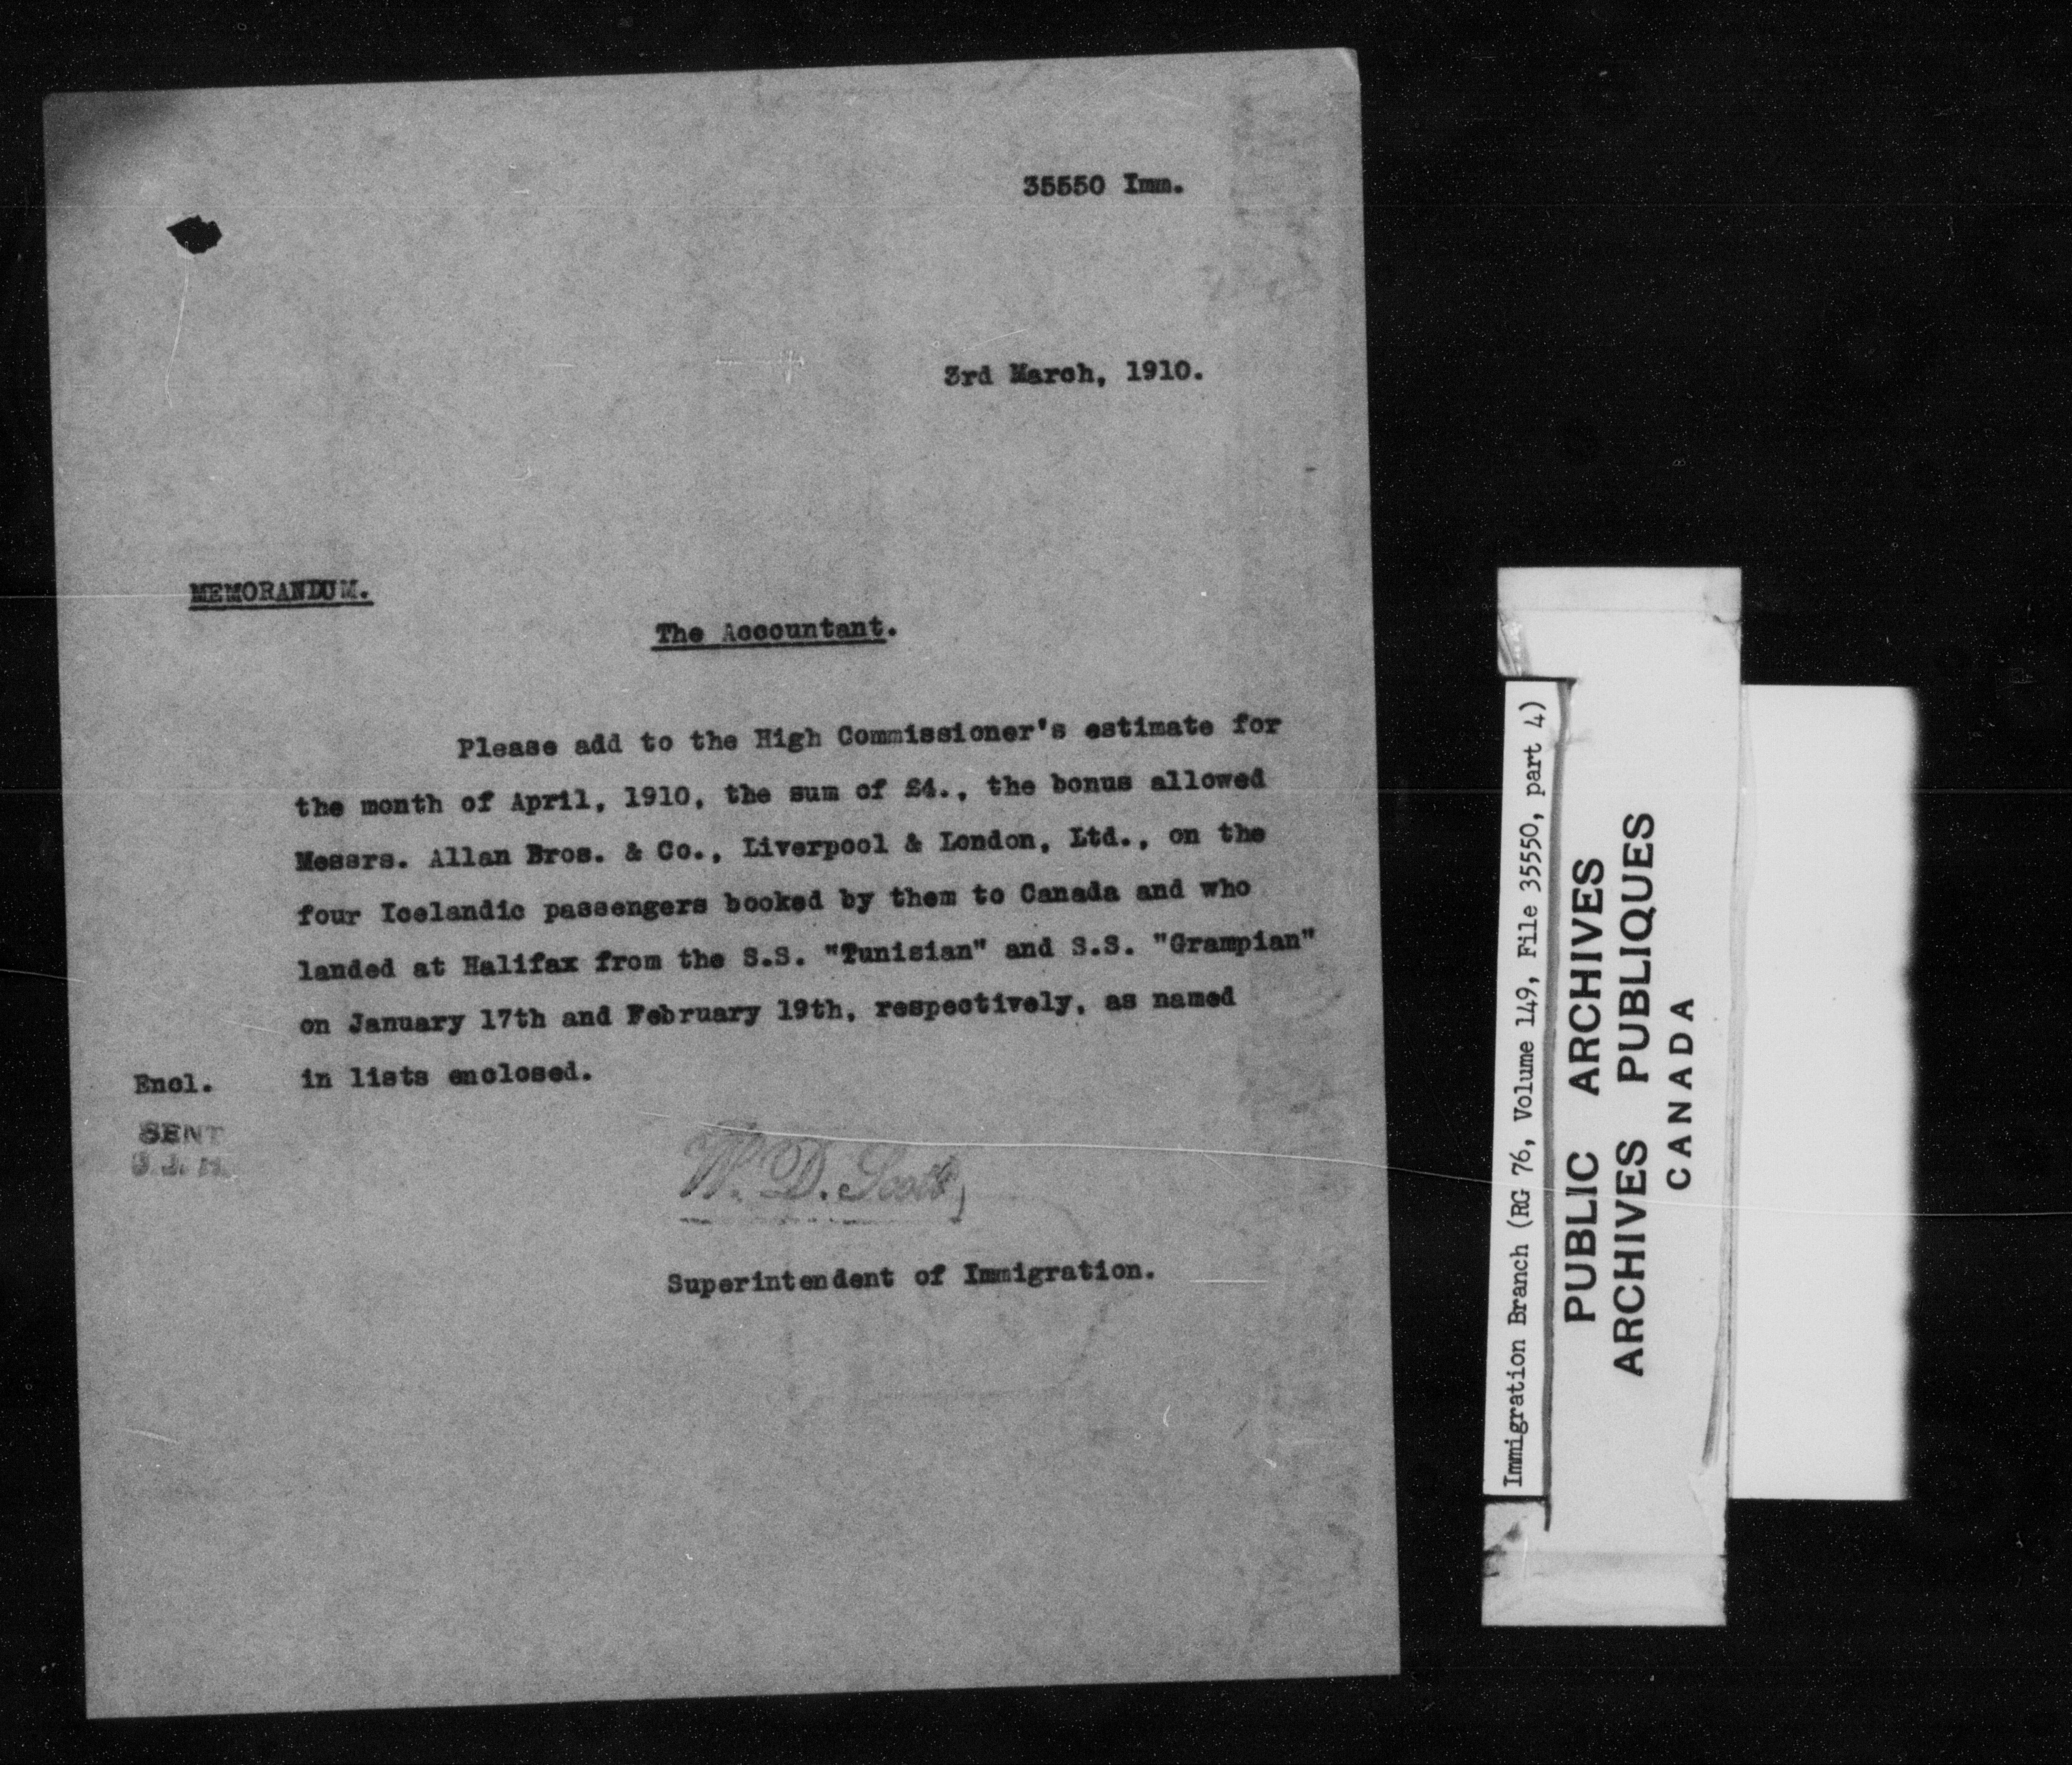 35550 Imm.
3rd March, 1910.
MEMORANDUM.
The Accountant.
Please add to the High Commissioner's estimate for
the month of April, 1910, the sum of £4., the bonus allowed
Messrs. Allan Bros. & Co., Liverpool & London, Ltd., on the
four Icelandic passengers booked by them to Canada and who
landed at Halifax from the S.S. "Tunisian" and S.S. "Grampian"
on January 17th and February 19th, respectively, as named
in lists enclosed.
Encl.
SENT
W. D. Scott,
Superintendent of Immigration.
Immigration Branch (RG 76, Volume 149, File 35550, part 4)
PUBLIC ARCHIVES
ARCHIVES PUBLIQUES
CANADA